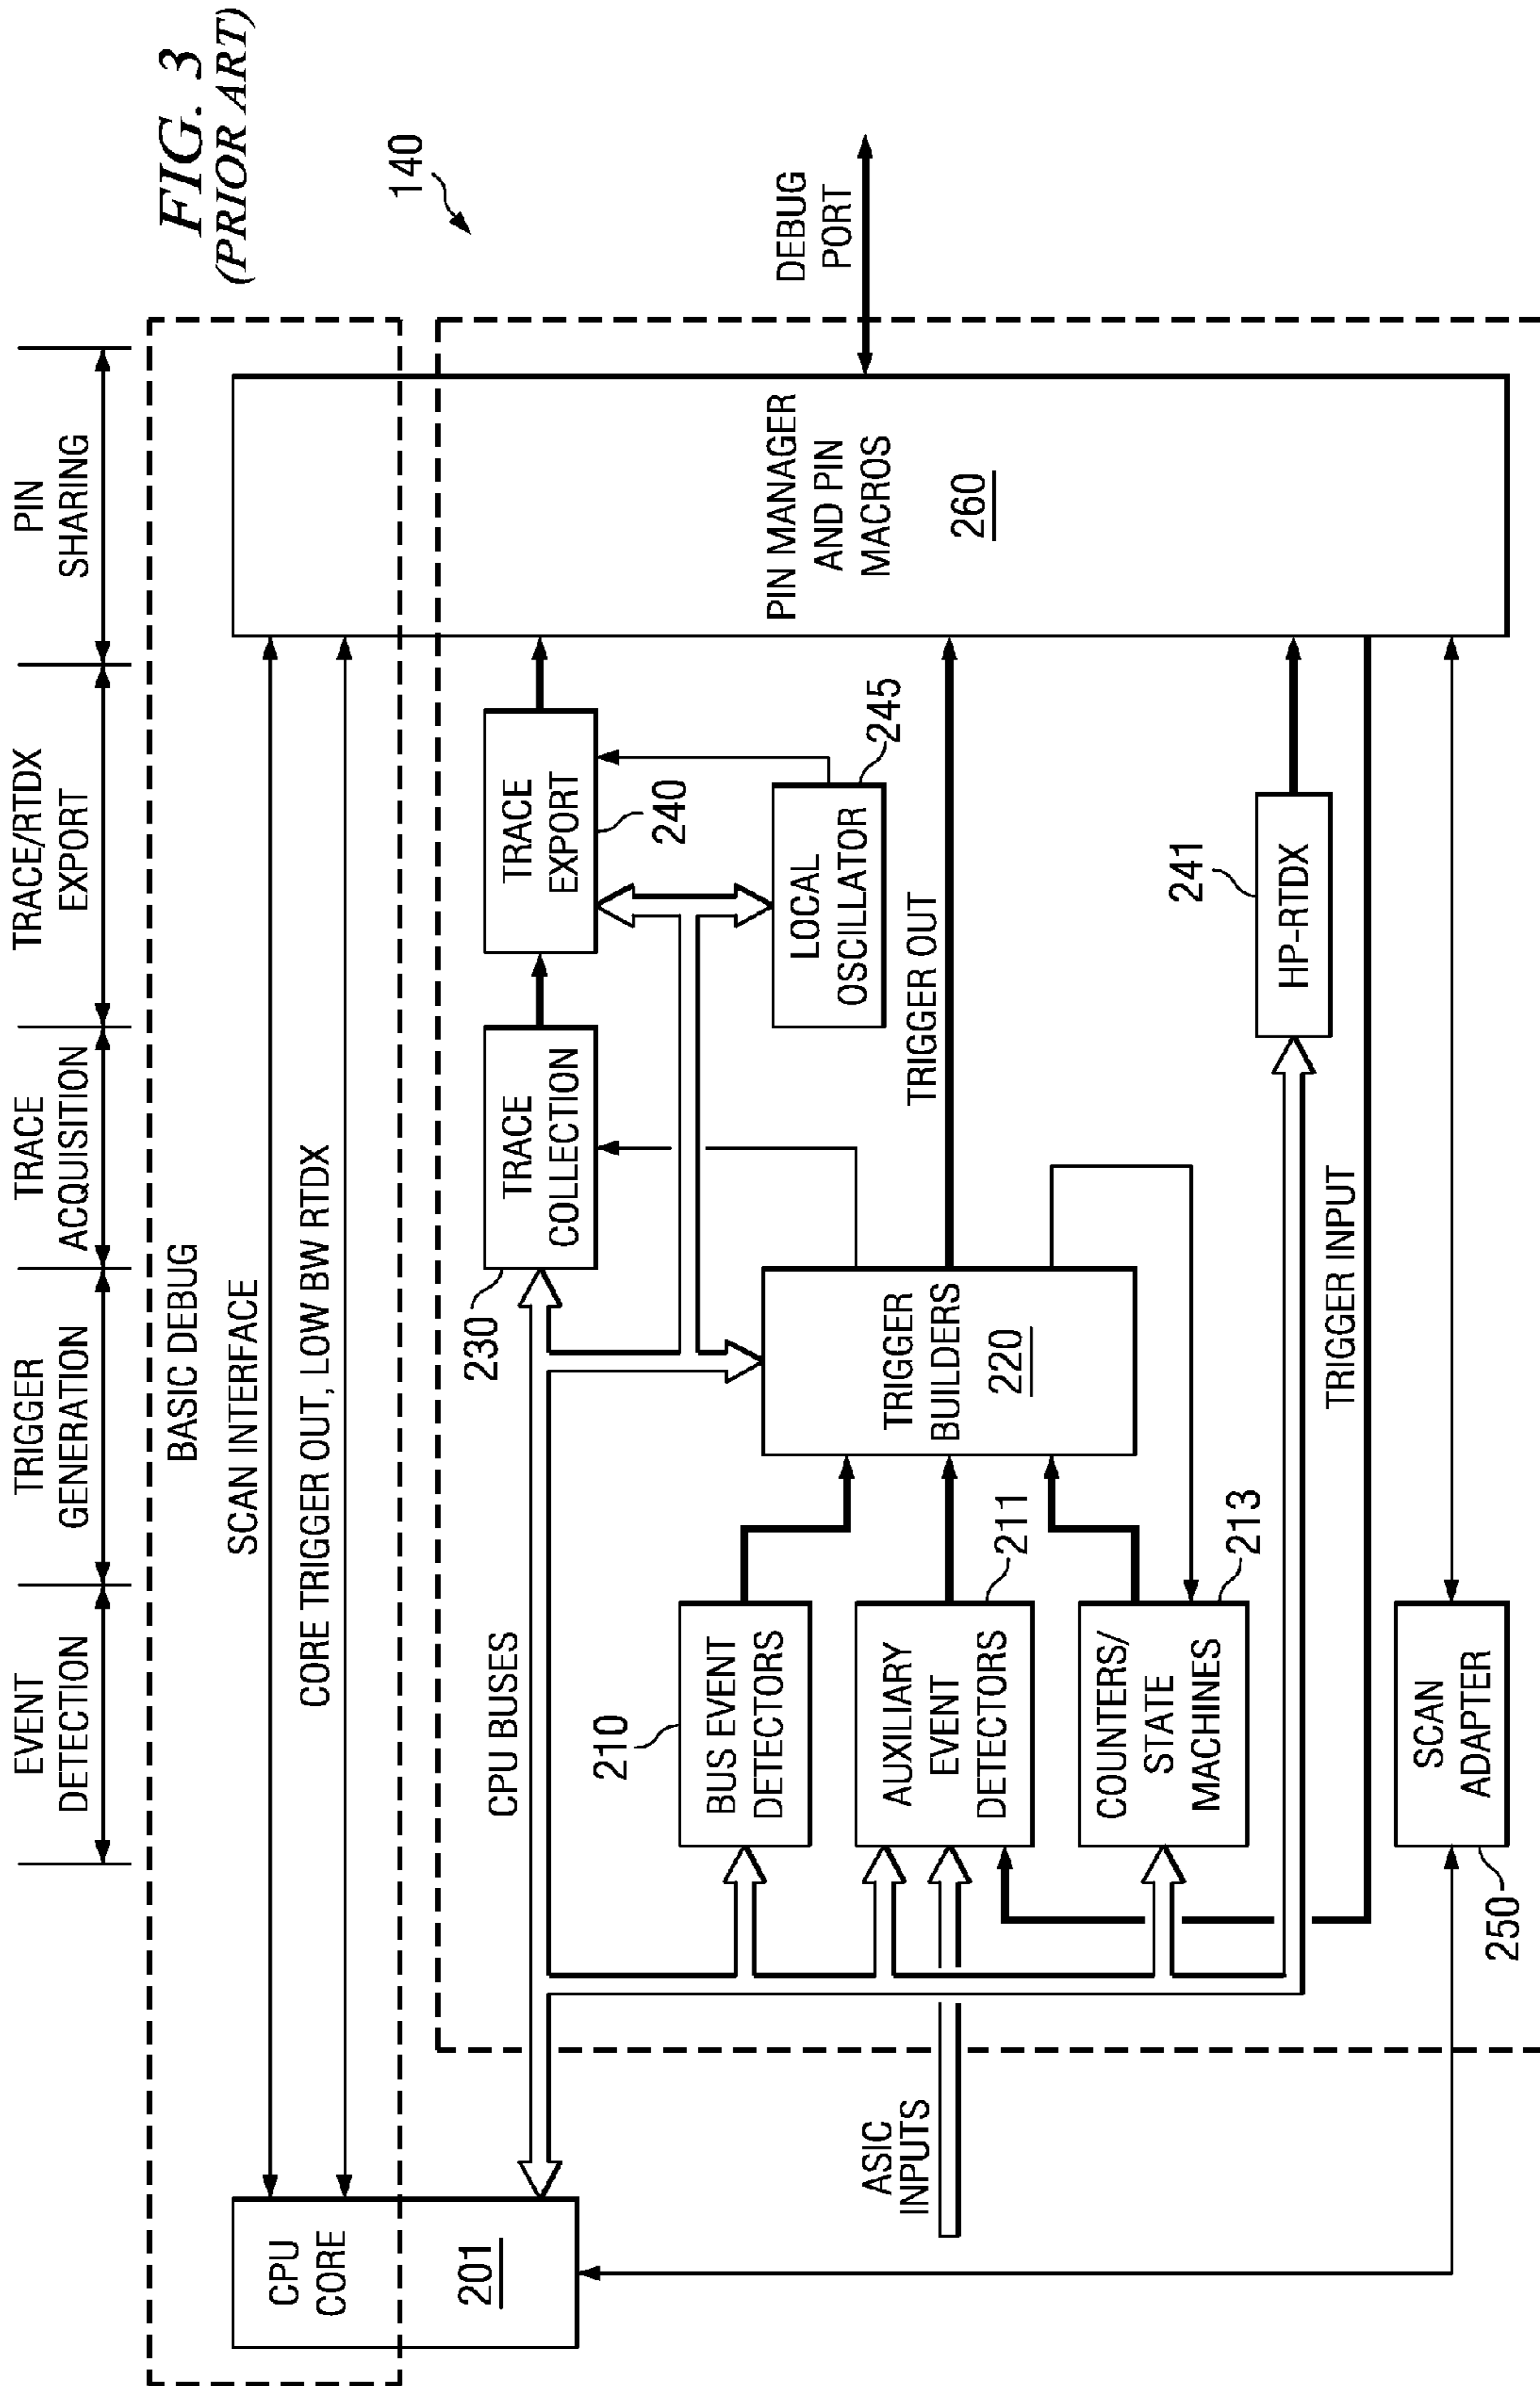 FIG. 3
(PRIOR ART)
EVENT
DETECTION
TRIGGER
GENERATION
TRACE
ACQUISITION
TRACE/RTDX
EXPORT
PIN
SHARING
BASIC DEBUG
SCAN INTERFACE
CORE TRIGGER OUT, LOW BW RTDX
140
CPU
CORE
201
CPU BUSES
230
TRACE
COLLECTION
TRACE
EXPORT
240
LOCAL
OSCILLATOR
245
210
BUS EVENT
DETECTORS
TRIGGER
BUILDERS
220
TRIGGER OUT
PIN MANAGER
AND PIN
MACROS
260
DEBUG
PORT
ASIC
INPUTS
AUXILIARY
EVENT
DETECTORS
211
COUNTERS/
STATE
MACHINES
213
241
HP-RTDX
TRIGGER INPUT
SCAN
ADAPTER
250